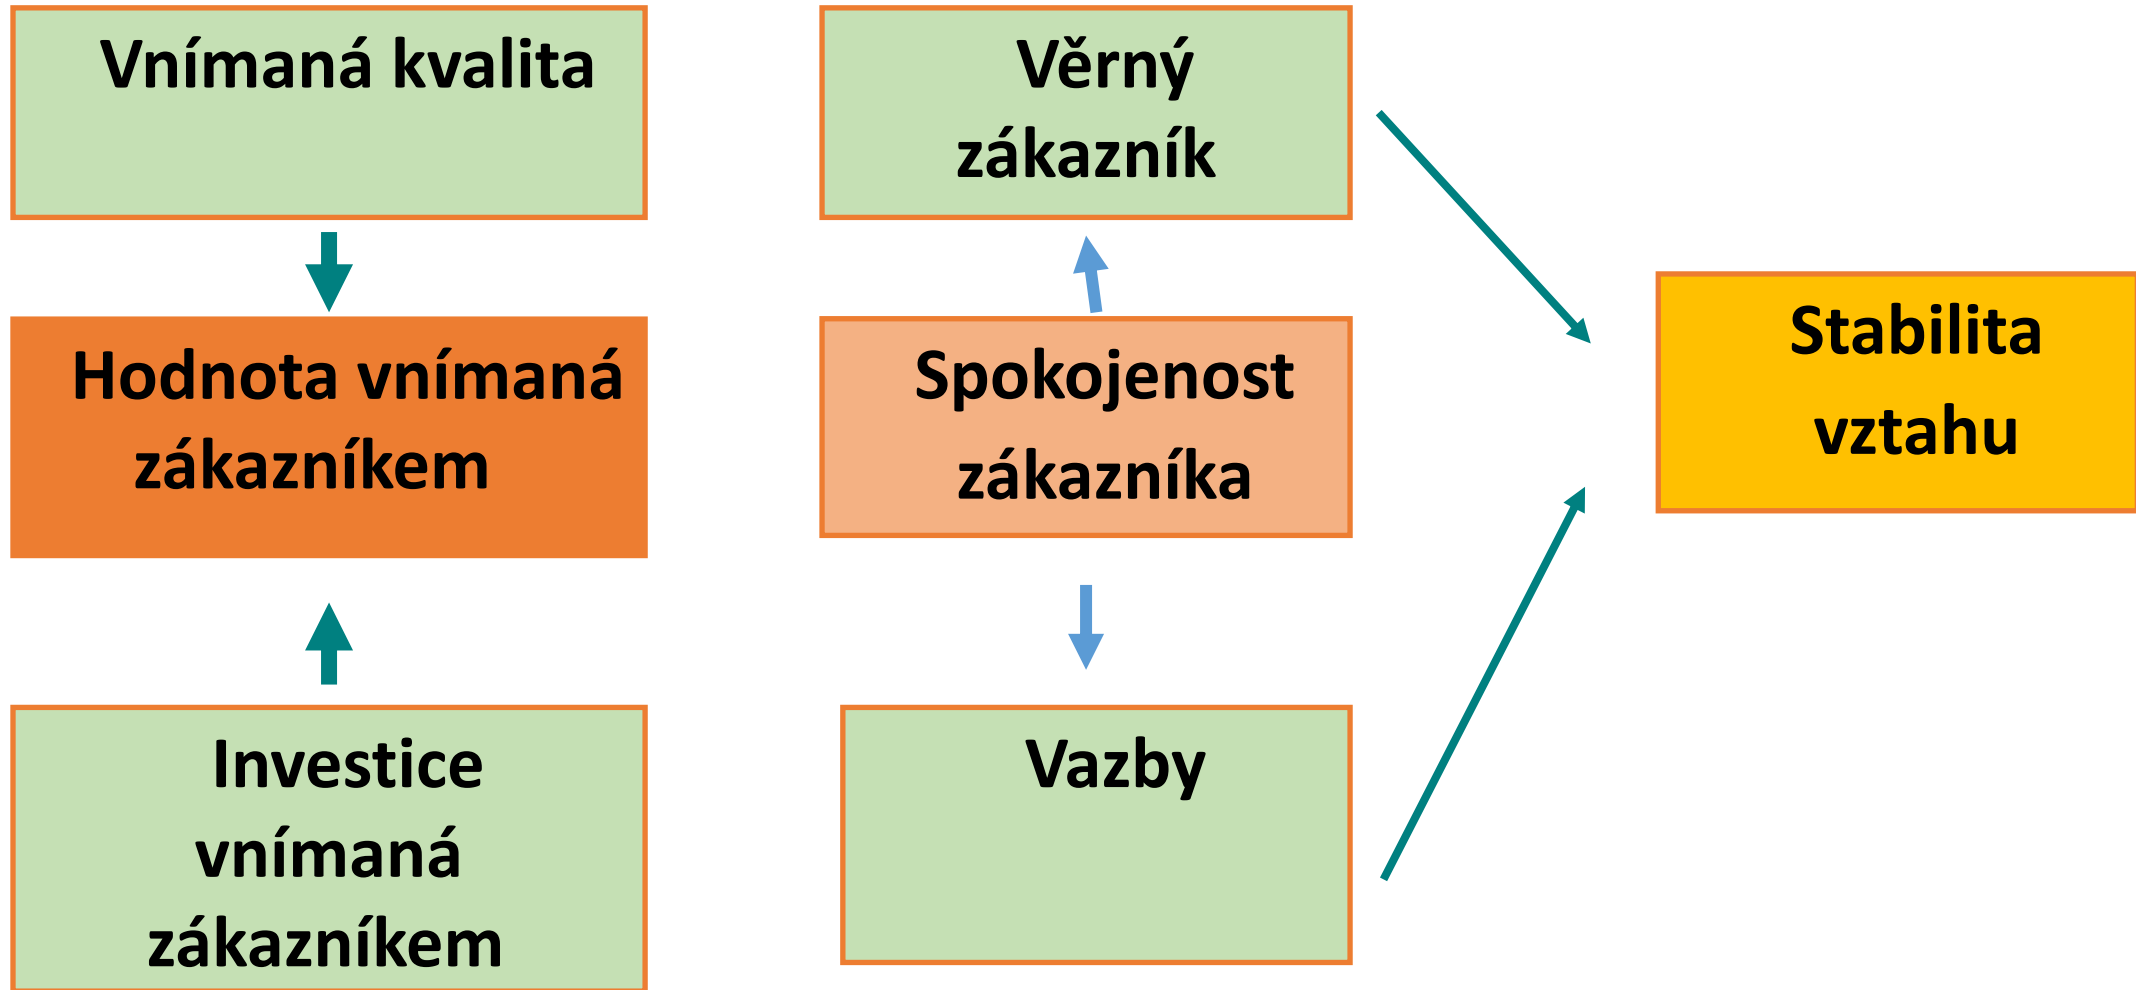 Vnímaná kvalita
Hodnota vnímaná
zákazníkem
Investice
vnímaná
zákazníkem
Věrný
zákazník
Spokojenost
zákazníka
Vazby
Stabilita
vztahu